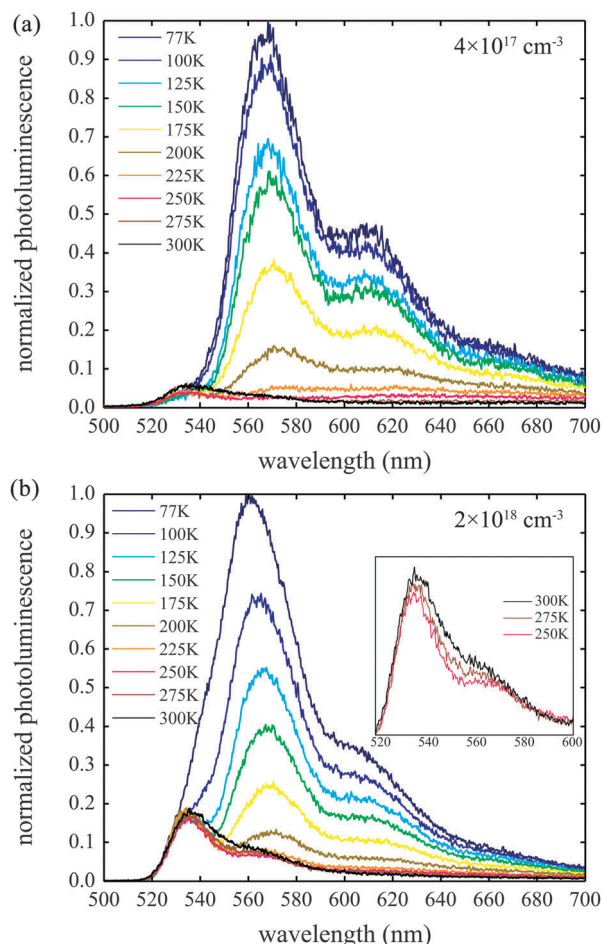 (a)
4×10¹⁷ cm⁻³
normalized photoluminescence
1.0
0.9
0.8
0.7
0.6
0.5
0.4
0.3
0.2
0.1
0.0
77K
100K
125K
150K
175K
200K
225K
250K
275K
300K
500 520 540 560 580 600 620 640 660 680 700
wavelength (nm)
(b)
2×10¹⁸ cm⁻³
normalized photoluminescence
1.0
0.9
0.8
0.7
0.6
0.5
0.4
0.3
0.2
0.1
0.0
77K
100K
125K
150K
175K
200K
225K
250K
275K
300K
300K
275K
250K
520 540 560 580 600
500 520 540 560 580 600 620 640 660 680 700
wavelength (nm)